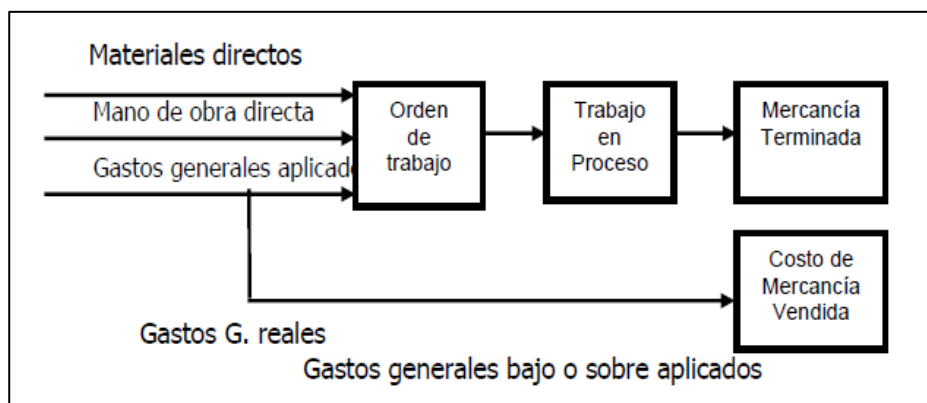 Materiales directos
Mano de obra directa
Gastos generales aplicado
Orden
de
trabajo
Trabajo
en
Proceso
Mercancía
Terminada
Costo de
Mercancía
Vendida
Gastos G. reales
Gastos generales bajo o sobre aplicados